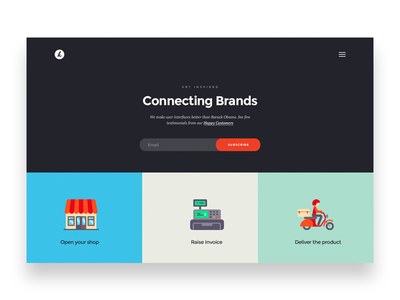 GET INSPIRED
Connecting Brands
We make user interfaces better than Barack Obama. See few
testimonials from our Happy Customers
Email
SUBSCRIBE
Open your shop
Raise Invoice
Deliver the product